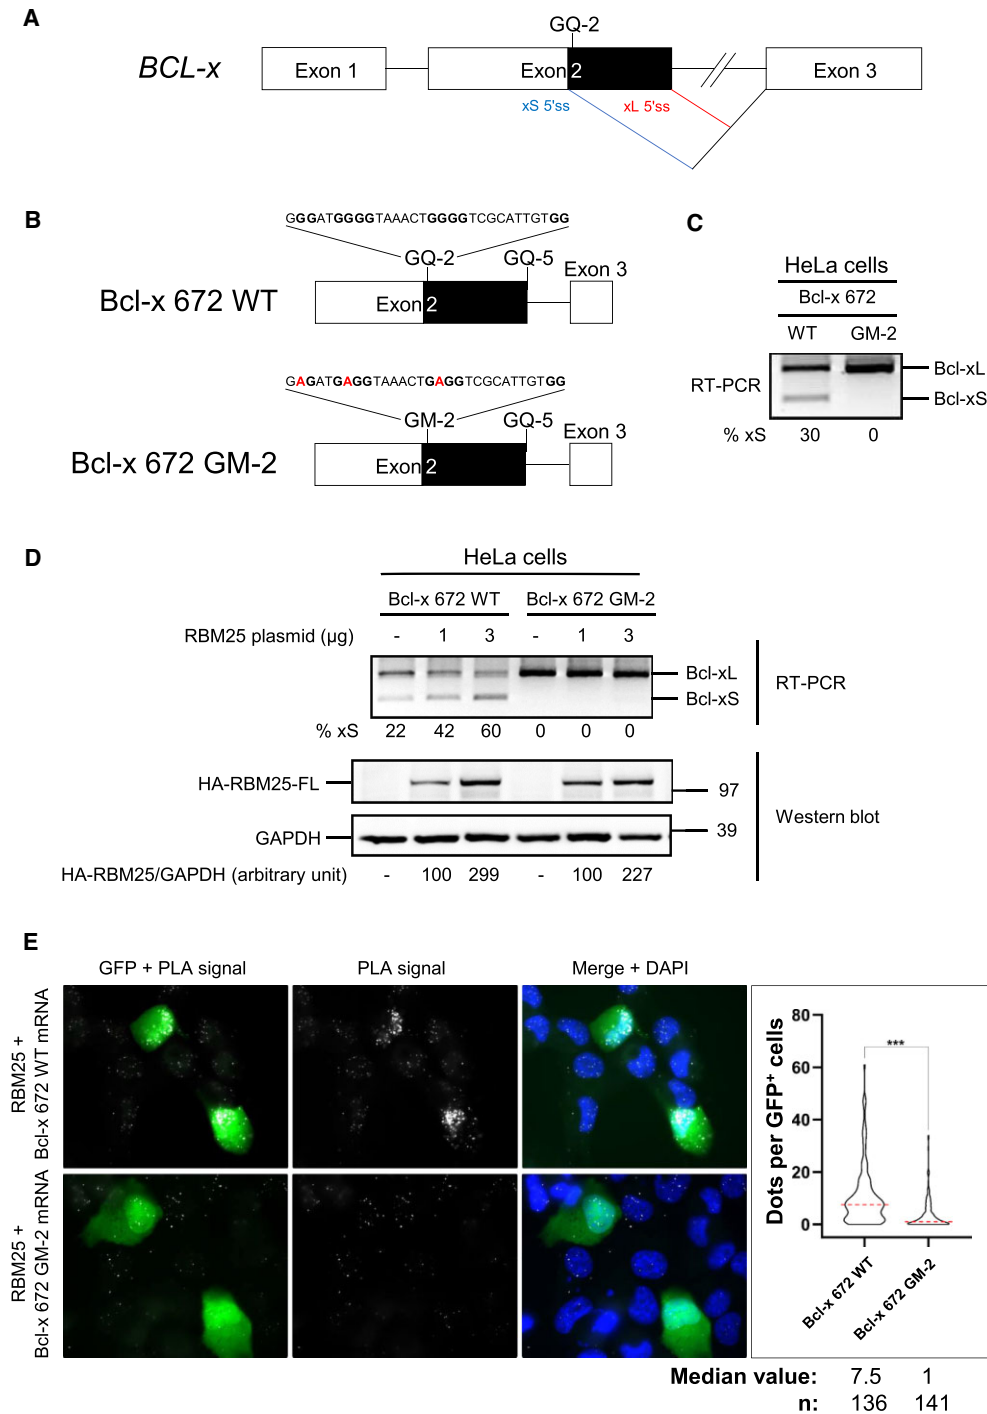 A
GQ-2
BCL-x
Exon 1
Exon 2
Exon 3
xS 5'ss
xL 5'ss
B
GGGATGGGGTAAACTGGGGTCGCATTGTGG
GQ-2
GQ-5
Exon 3
Bcl-x 672 WT
Exon 2
GAGATGAGGTAAACTGAGGTCGCATTGTGG
GM-2
GQ-5
Exon 3
Bcl-x 672 GM-2
Exon 2
C
HeLa cells
Bcl-x 672
WT GM-2
RT-PCR
Bcl-xL
Bcl-xS
% xS 30 0
D
HeLa cells
Bcl-x 672 WT Bcl-x 672 GM-2
RBM25 plasmid (µg) - 1 3 - 1 3
Bcl-xL
Bcl-xS
RT-PCR
% xS 22 42 60 0 0 0
HA-RBM25-FL
97
GAPDH
39
Western blot
HA-RBM25/GAPDH (arbitrary unit) - 100 299 - 100 227
E
GFP + PLA signal PLA signal Merge + DAPI
RBM25 +
Bcl-x 672 WT mRNA
RBM25 +
Bcl-x 672 GM-2 mRNA
Dots per GFP+ cells
80
60
40
20
0
***
Bcl-x 672 WT
Bcl-x 672 GM-2
Median value: 7.5 1
n: 136 141